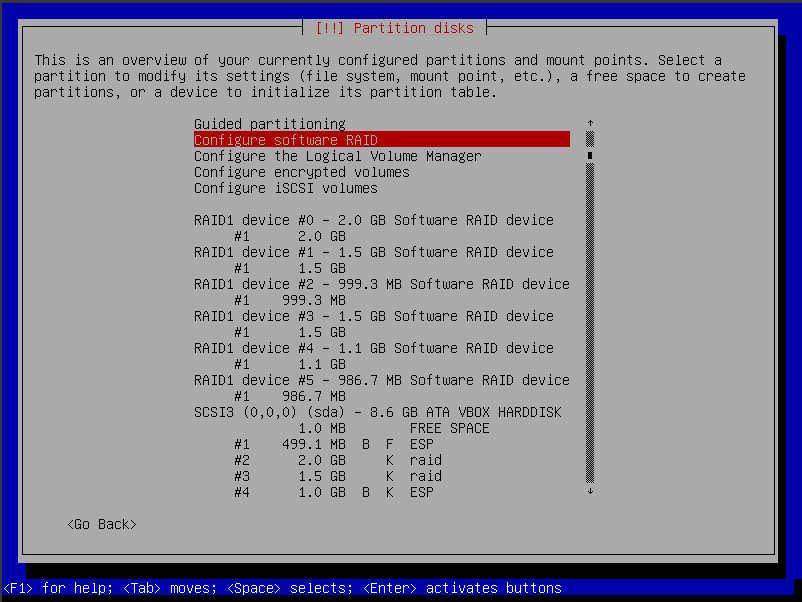 [!!] Partition disks
This is an overview of your currently configured partitions and mount points. Select a
partition to modify its settings (file system, mount point, etc.), a free space to create
partitions, or a device to initialize its partition table.
Guided partitioning
Configure software RAID
Configure the Logical Volume Manager
Configure encrypted volumes
Configure iSCSI volumes
RAID1 device #0 - 2.0 GB Software RAID device
#1 2.0 GB
RAID1 device #1 - 1.5 GB Software RAID device
#1 1.5 GB
RAID1 device #2 - 999.3 MB Software RAID device
#1 999.3 MB
RAID1 device #3 - 1.5 GB Software RAID device
#1 1.5 GB
RAID1 device #4 - 1.1 GB Software RAID device
#1 1.1 GB
RAID1 device #5 - 986.7 MB Software RAID device
#1 986.7 MB
SCSI3 (0,0,0) (sda) - 8.6 GB ATA VBOX HARDDISK
1.0 MB FREE SPACE
#1 499.1 MB B F ESP
#2 2.0 GB K raid
#3 1.5 GB K raid
#4 1.0 GB B K ESP
<Go Back>
<F1> for help; <Tab> moves; <Space> selects; <Enter> activates buttons